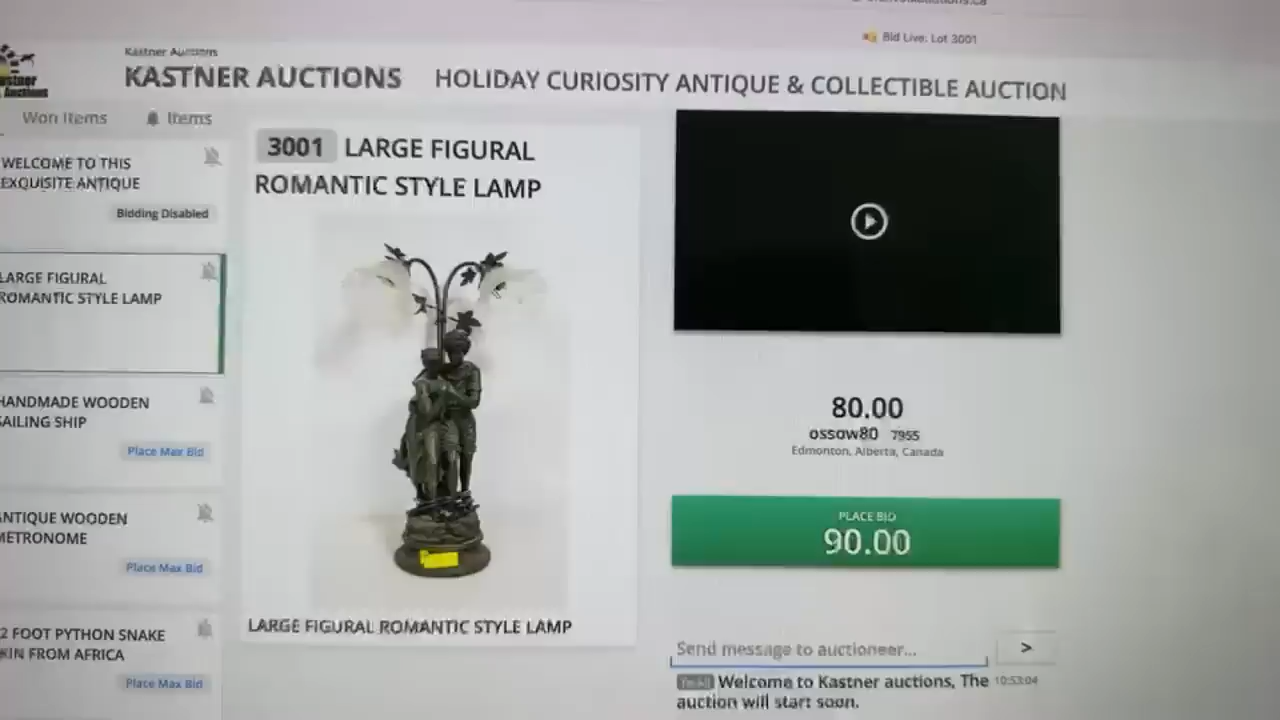 Bid Live: Lot 3001
Kastner Auctions
KASTNER AUCTIONS
HOLIDAY CURIOSITY ANTIQUE & COLLECTIBLE AUCTION
Auctions
Won Items
Items
WELCOME TO THIS
EXQUISITE ANTIQUE
Bidding Disabled
LARGE FIGURAL
ROMANTIC STYLE LAMP
HANDMADE WOODEN
SAILING SHIP
Place Max Bid
ANTIQUE WOODEN
METRONOME
Place Max Bid
2 FOOT PYTHON SNAKE
KIN FROM AFRICA
Place Max Bid
3001 LARGE FIGURAL
ROMANTIC STYLE LAMP
LARGE FIGURAL ROMANTIC STYLE LAMP
80.00
ossow80 7955
Edmonton, Alberta, Canada
PLACE BID
90.00
Send message to auctioneer...
>
Welcome to Kastner auctions, The 10:53:04
auction will start soon.